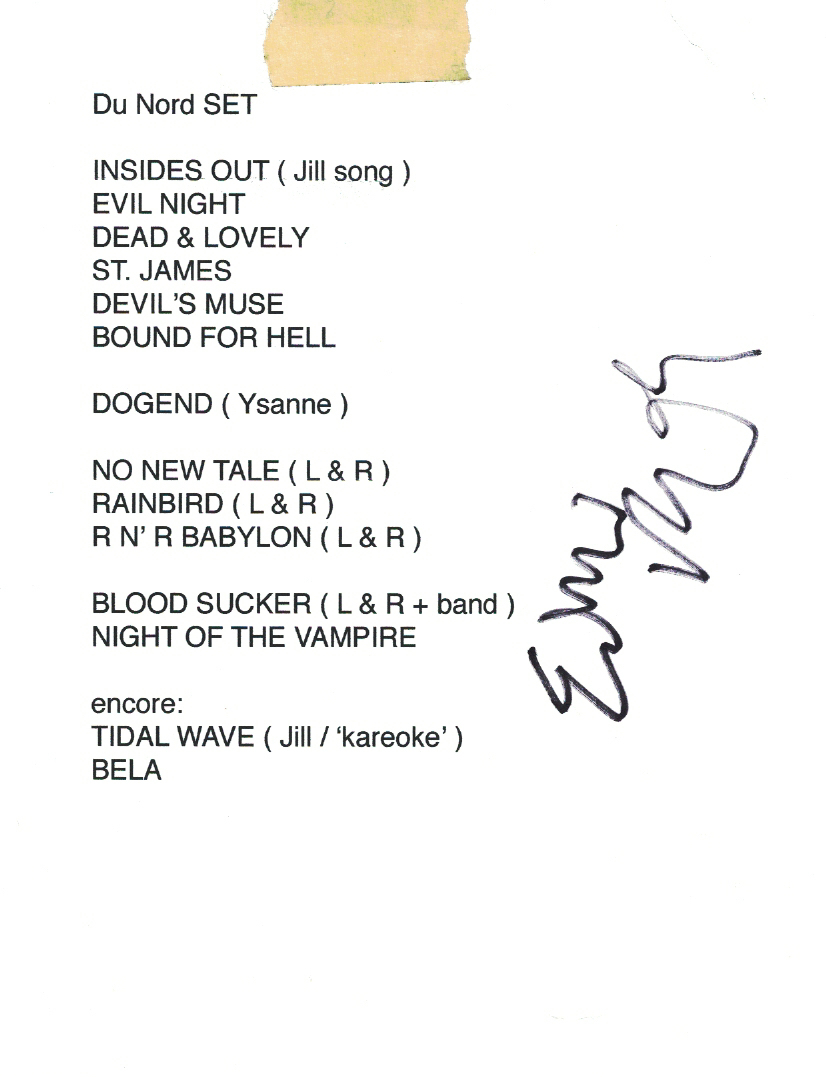 Du Nord SET
INSIDES OUT ( Jill song )
EVIL NIGHT
DEAD & LOVELY
ST. JAMES
DEVIL'S MUSE
BOUND FOR HELL
DOGEND ( Ysanne )
NO NEW TALE ( L & R )
RAINBIRD ( L & R )
R N' R BABYLON ( L & R )
BLOOD SUCKER ( L & R + band )
NIGHT OF THE VAMPIRE
encore:
TIDAL WAVE ( Jill / 'kareoke' )
BELA